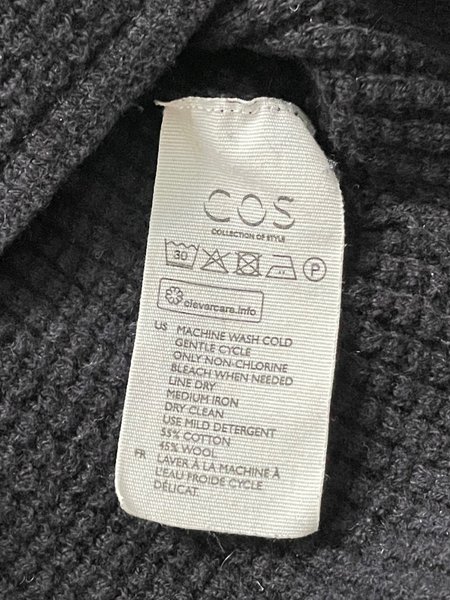 COS
COLLECTION OF STYLE
30 P
clevercare.info
US MACHINE WASH COLD
GENTLE CYCLE
ONLY NON-CHLORINE
BLEACH WHEN NEEDED
LINE DRY
MEDIUM IRON
DRY CLEAN
USE MILD DETERGENT
55% COTTON
45% WOOL
FR LAVER À LA MACHINE À
L'EAU FROIDE CYCLE
DÉLICAT.